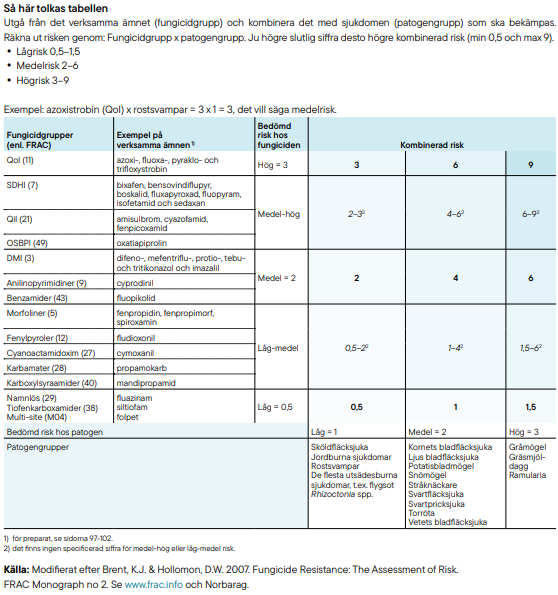 Så här tolkas tabellen
Utgå från det verksamma ämnet (fungicidgrupp) och kombinera det med sjukdomen (patogengrupp) som ska bekämpas.
Räkna ut risken genom: Fungicidgrupp x patogengrupp. Ju högre slutlig siffra desto högre kombinerad risk (min 0,5 och max 9).
• Lågrisk 0,5–1,5
• Medelrisk 2–6
• Högrisk 3–9
Exempel: azoxistrobin (QoI) x rostsvampar = 3 x 1 = 3, det vill säga medelrisk.
Fungicidgrupper (enl. FRAC) Exempel på verksamma ämnen 1) Bedömd risk hos fungiciden Kombinerad risk
QoI (11) azoxi-, fluoxa-, pyraklo- och trifloxystrobin Hög = 3 3 6 9
SDHI (7) bixafen, bensovindiflupyr, boskalid, fluxapyroxad, fluopyram, isofetamid och sedaxan
Medel-hög 2–3² 4–6² 6–9²
Qil (21) amisulbrom, cyazofamid, fenpicoxamid
OSBPI (49) oxatiapiprolin
DMI (3) difeno-, mefentriflu-, protio-, tebu- och tritikonazol och imazalil
Anilinopyrimidiner (9) cyprodinil Medel = 2 2 4 6
Benzamider (43) fluopikolid
Morfoliner (5) fenpropidin, fenpropimorf, spiroxamin
Fenylpyroler (12) fludioxonil
Cyanoactamidoxim (27) cymoxanil Låg-medel 0,5–2² 1–4² 1,5–6²
Karbamater (28) propamokarb
Karboxylsyraamider (40) mandipropamid
Namnlös (29) fluazinam
Tiofenkarboxamider (38) siltiofam Låg = 0,5 0,5 1 1,5
Multi-site (M04) folpet
Bedömd risk hos patogen Låg = 1 Medel = 2 Hög = 3
Patogengrupper Sköldfläcksjuka Kornets bladfläcksjuka Gråmögel
Jordburna sjukdomar Ljus bladfläcksjuka Gräsmjöl-
Rostsvampar Potatisbladmögel dagg
De flesta utsädesburna Snömögel Ramularia
sjukdomar, t.ex. flygsot Stråknäckare
Rhizoctonia spp. Svartfläcksjuka
Svartpricksjuka
Torröta
Vetets bladfläcksjuka
1) för preparat, se sidorna 97-102.
2) det finns ingen specificerad siffra för medel-hög eller låg-medel risk.
Källa: Modifierat efter Brent, K.J. & Hollomon, D.W. 2007. Fungicide Resistance: The Assessment of Risk.
FRAC Monograph no 2. Se www.frac.info och Norbarag.